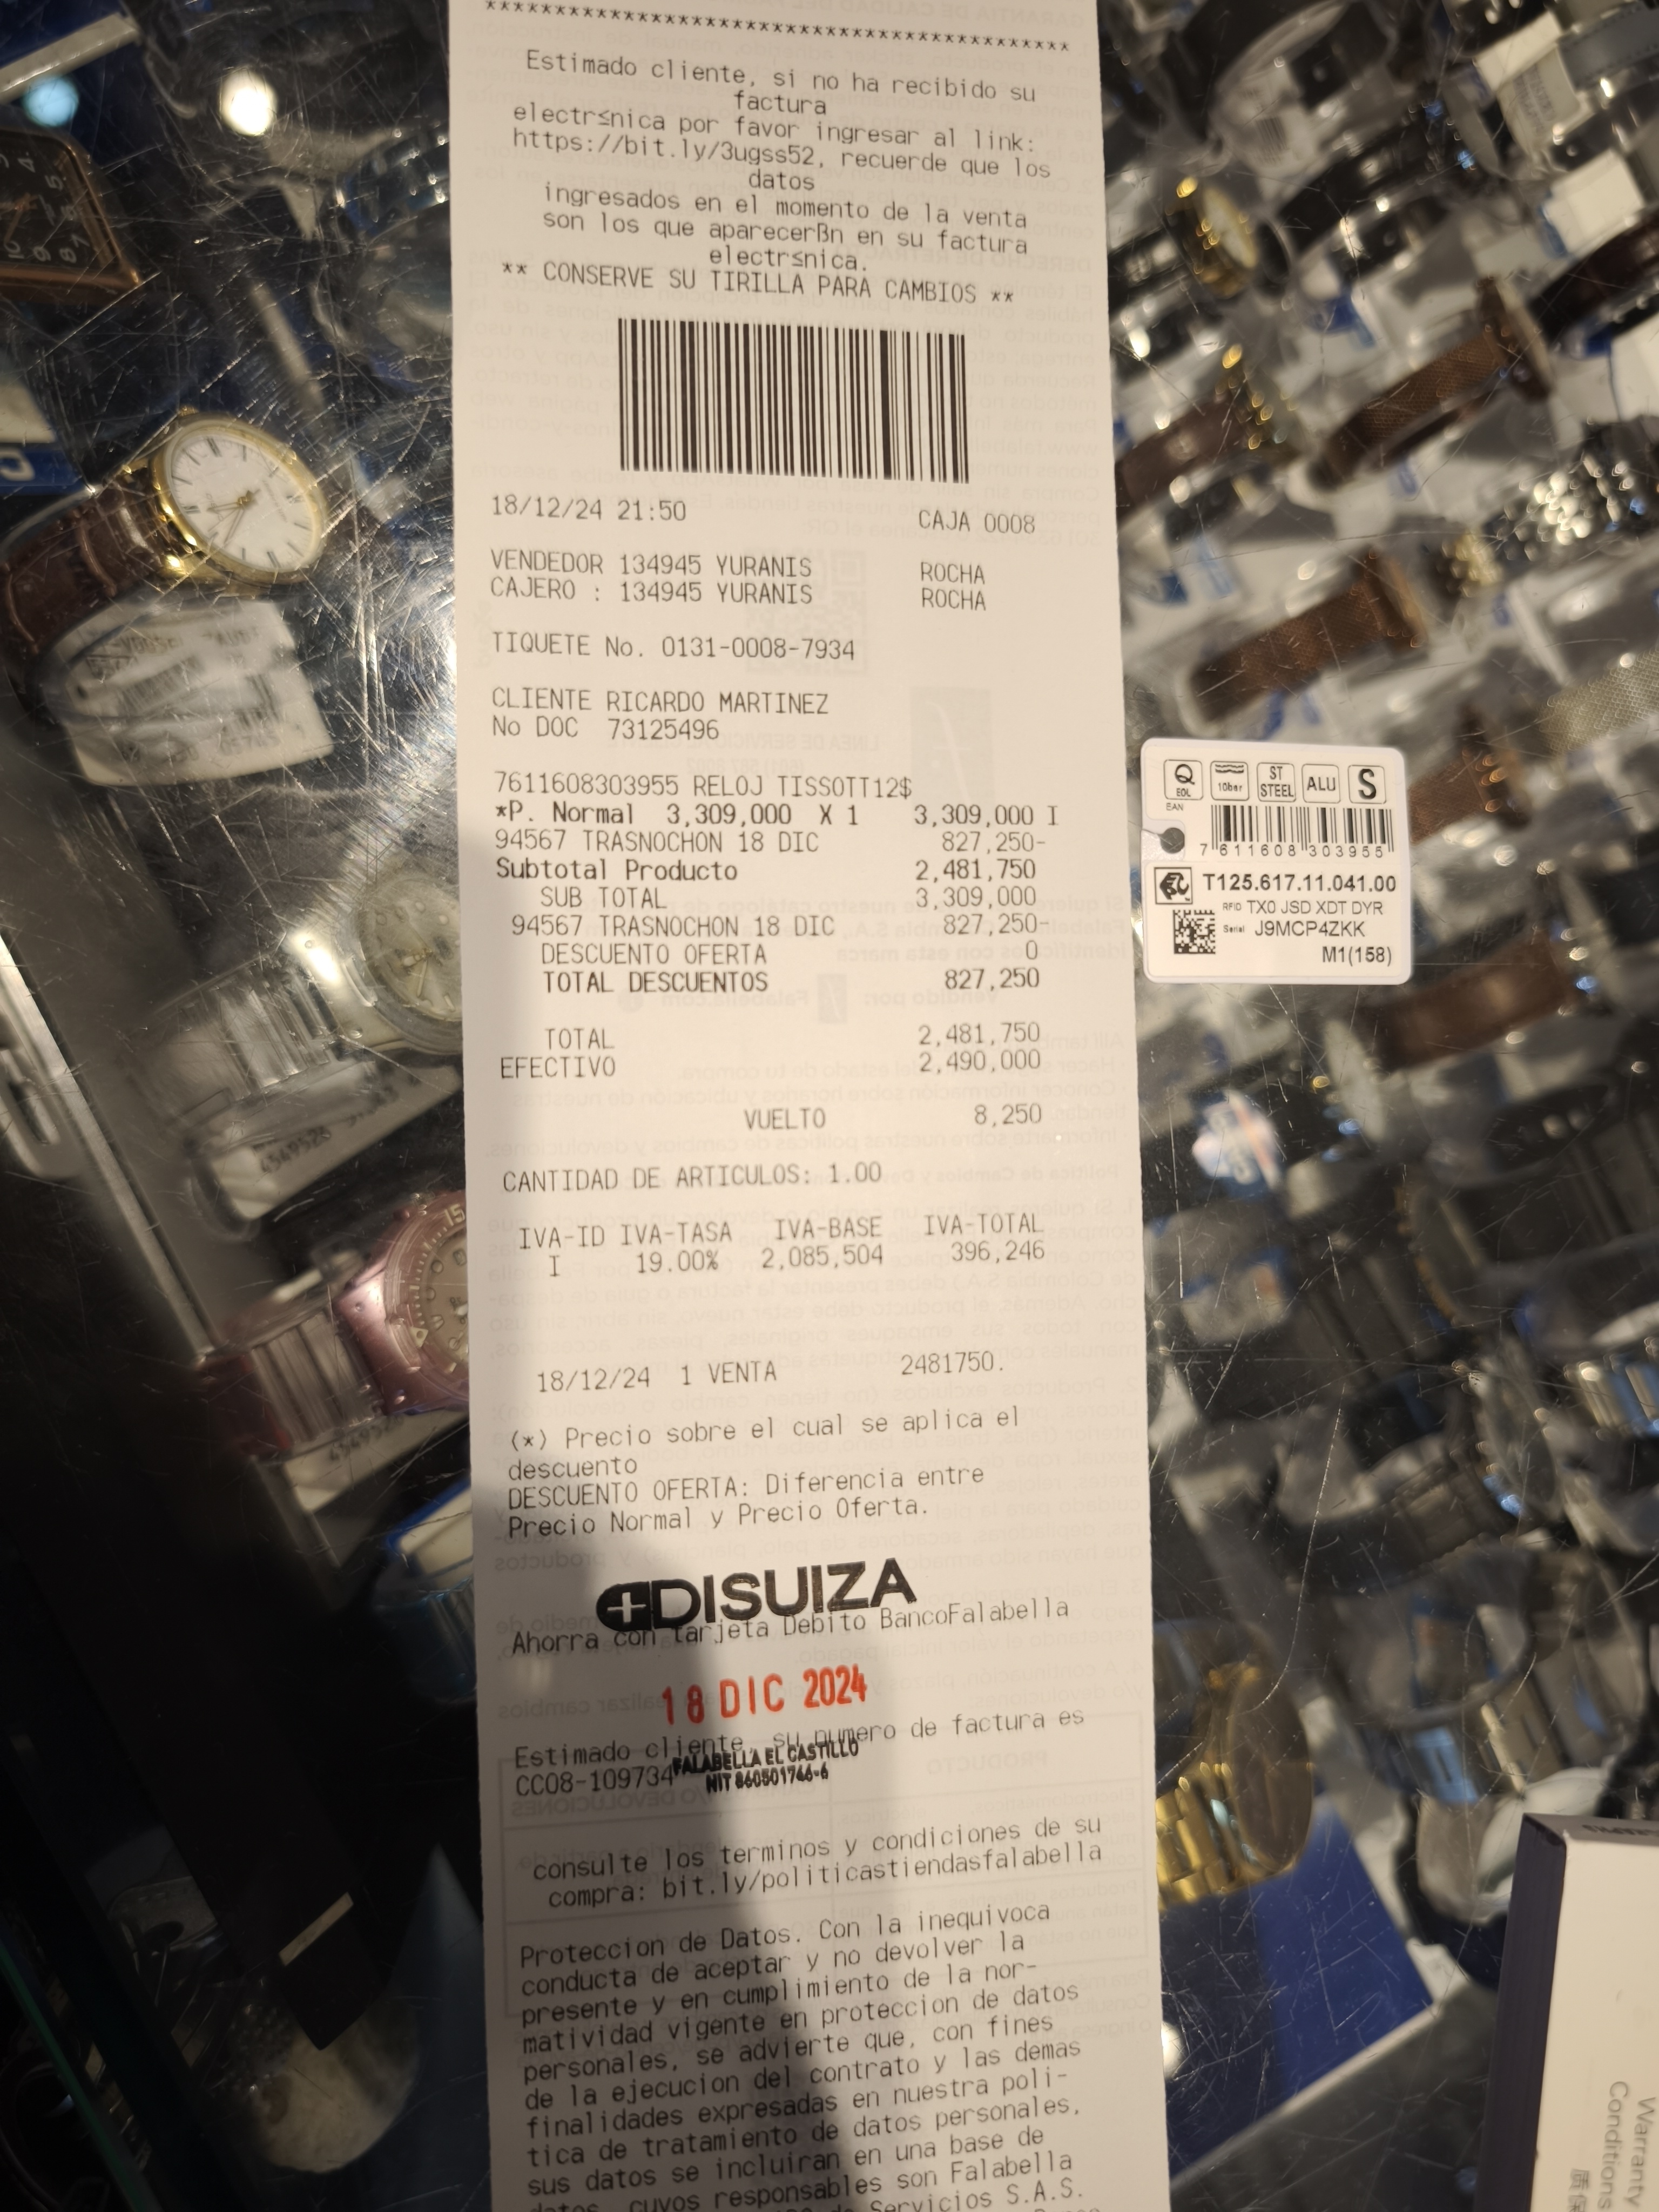 *****************************************************
Estimado cliente, si no ha recibido su
factura
electr≤nica por favor ingresar al link:
https://bit.ly/3ugss52, recuerde que los
datos
ingresados en el momento de la venta
son los que aparecerßn en su factura
electr≤nica.
** CONSERVE SU TIRILLA PARA CAMBIOS **
18/12/24 21:50 CAJA 0008
VENDEDOR 134945 YURANIS ROCHA
CAJERO : 134945 YURANIS ROCHA
TIQUETE No. 0131-0008-7934
CLIENTE RICARDO MARTINEZ
No DOC 73125496
7611608303955 RELOJ TISSOTT12$
*P. Normal 3,309,000 X 1 3,309,000 I
94567 TRASNOCHON 18 DIC 827,250-
Subtotal Producto 2,481,750
SUB TOTAL 3,309,000
94567 TRASNOCHON 18 DIC 827,250-
DESCUENTO OFERTA 0
TOTAL DESCUENTOS 827,250
TOTAL 2,481,750
EFECTIVO 2,490,000
VUELTO 8,250
CANTIDAD DE ARTICULOS: 1.00
IVA-ID IVA-TASA IVA-BASE IVA-TOTAL
I 19.00% 2,085,504 396,246
18/12/24 1 VENTA 2481750.
(*) Precio sobre el cual se aplica el
descuento
DESCUENTO OFERTA: Diferencia entre
Precio Normal y Precio Oferta.
DISUIZA
Ahorra con tarjeta Debito BancoFalabella
18 DIC 2024
Estimado cliente, su numero de factura es
CC08-109734
FALABELLA EL CASTILLO
NIT 860501746-6
consulte los terminos y condiciones de su
compra: bit.ly/politicastiendasfalabella
Proteccion de Datos. Con la inequivoca
conducta de aceptar y no devolver la
presente y en cumplimiento de la nor-
matividad vigente en proteccion de datos
personales, se advierte que, con fines
de la ejecucion del contrato y las demas
finalidades expresadas en nuestra poli-
tica de tratamiento de datos personales,
sus datos se incluiran en una base de
datos, cuyos responsables son Falabella
de Servicios S.A.S.
Q EOL 10bar ST STEEL ALU S
EAN
7 611608 303955
T125.617.11.041.00
RFID TX0 JSD XDT DYR
Serial J9MCP4ZKK
M1(158)
Warranty
Conditions